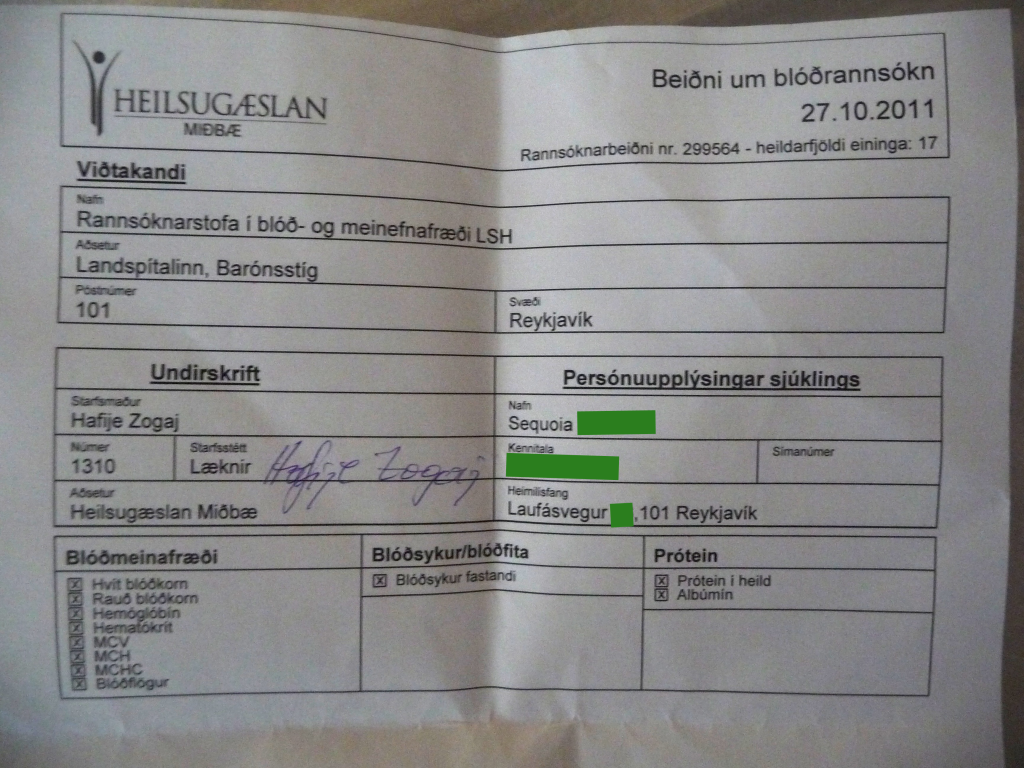 HEILSUGÆSLAN
MIÐBÆ
Beiðni um blóðrannsókn
27.10.2011
Rannsóknarbeiðni nr. 299564 - heildarfjöldi eininga: 17
Viðtakandi
Nafn
Rannsóknarstofa í blóð- og meinefnafræði LSH
Aðsetur
Landspítalinn, Barónsstíg
Póstnúmer
101
Svæði
Reykjavík
Undirskrift
Starfsmaður
Hafije Zogaj
Númer
1310
Starfsstétt
Læknir
Hafije Zogaj
Aðsetur
Heilsugæslan Miðbæ
Persónuupplýsingar sjúklings
Nafn
Sequoia
Kennitala
Símanúmer
Heimilisfang
Laufásvegur ,101 Reykjavík
Blóðmeinafræði
Hvít blóðkorn
Rauð blóðkorn
Hemóglóbín
Hematókrít
MCV
MCH
MCHC
Blóðflögur
Blóðsykur/blóðfita
Blóðsykur fastandi
Prótein
Prótein í heild
Albúmín